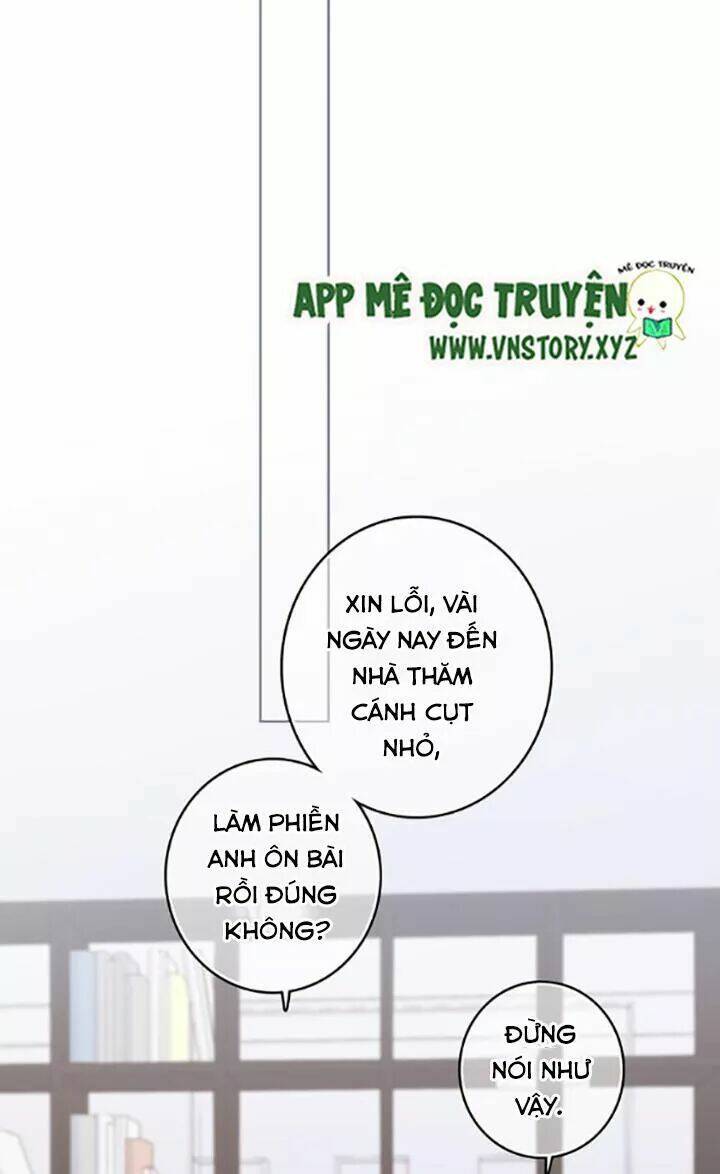 MÊ ĐỌC TRUYỆN
APP MÊ ĐỌC TRUYỆN
WWW.VNSTORY.XYZ
XIN LỖI, VÀI
NGÀY NAY ĐẾN
NHÀ THĂM
CÁNH CỤT
NHỎ,
LÀM PHIỀN
ANH ÔN BÀI
RỒI ĐÚNG
KHÔNG?
ĐỪNG
NÓI NHƯ
VẬY.